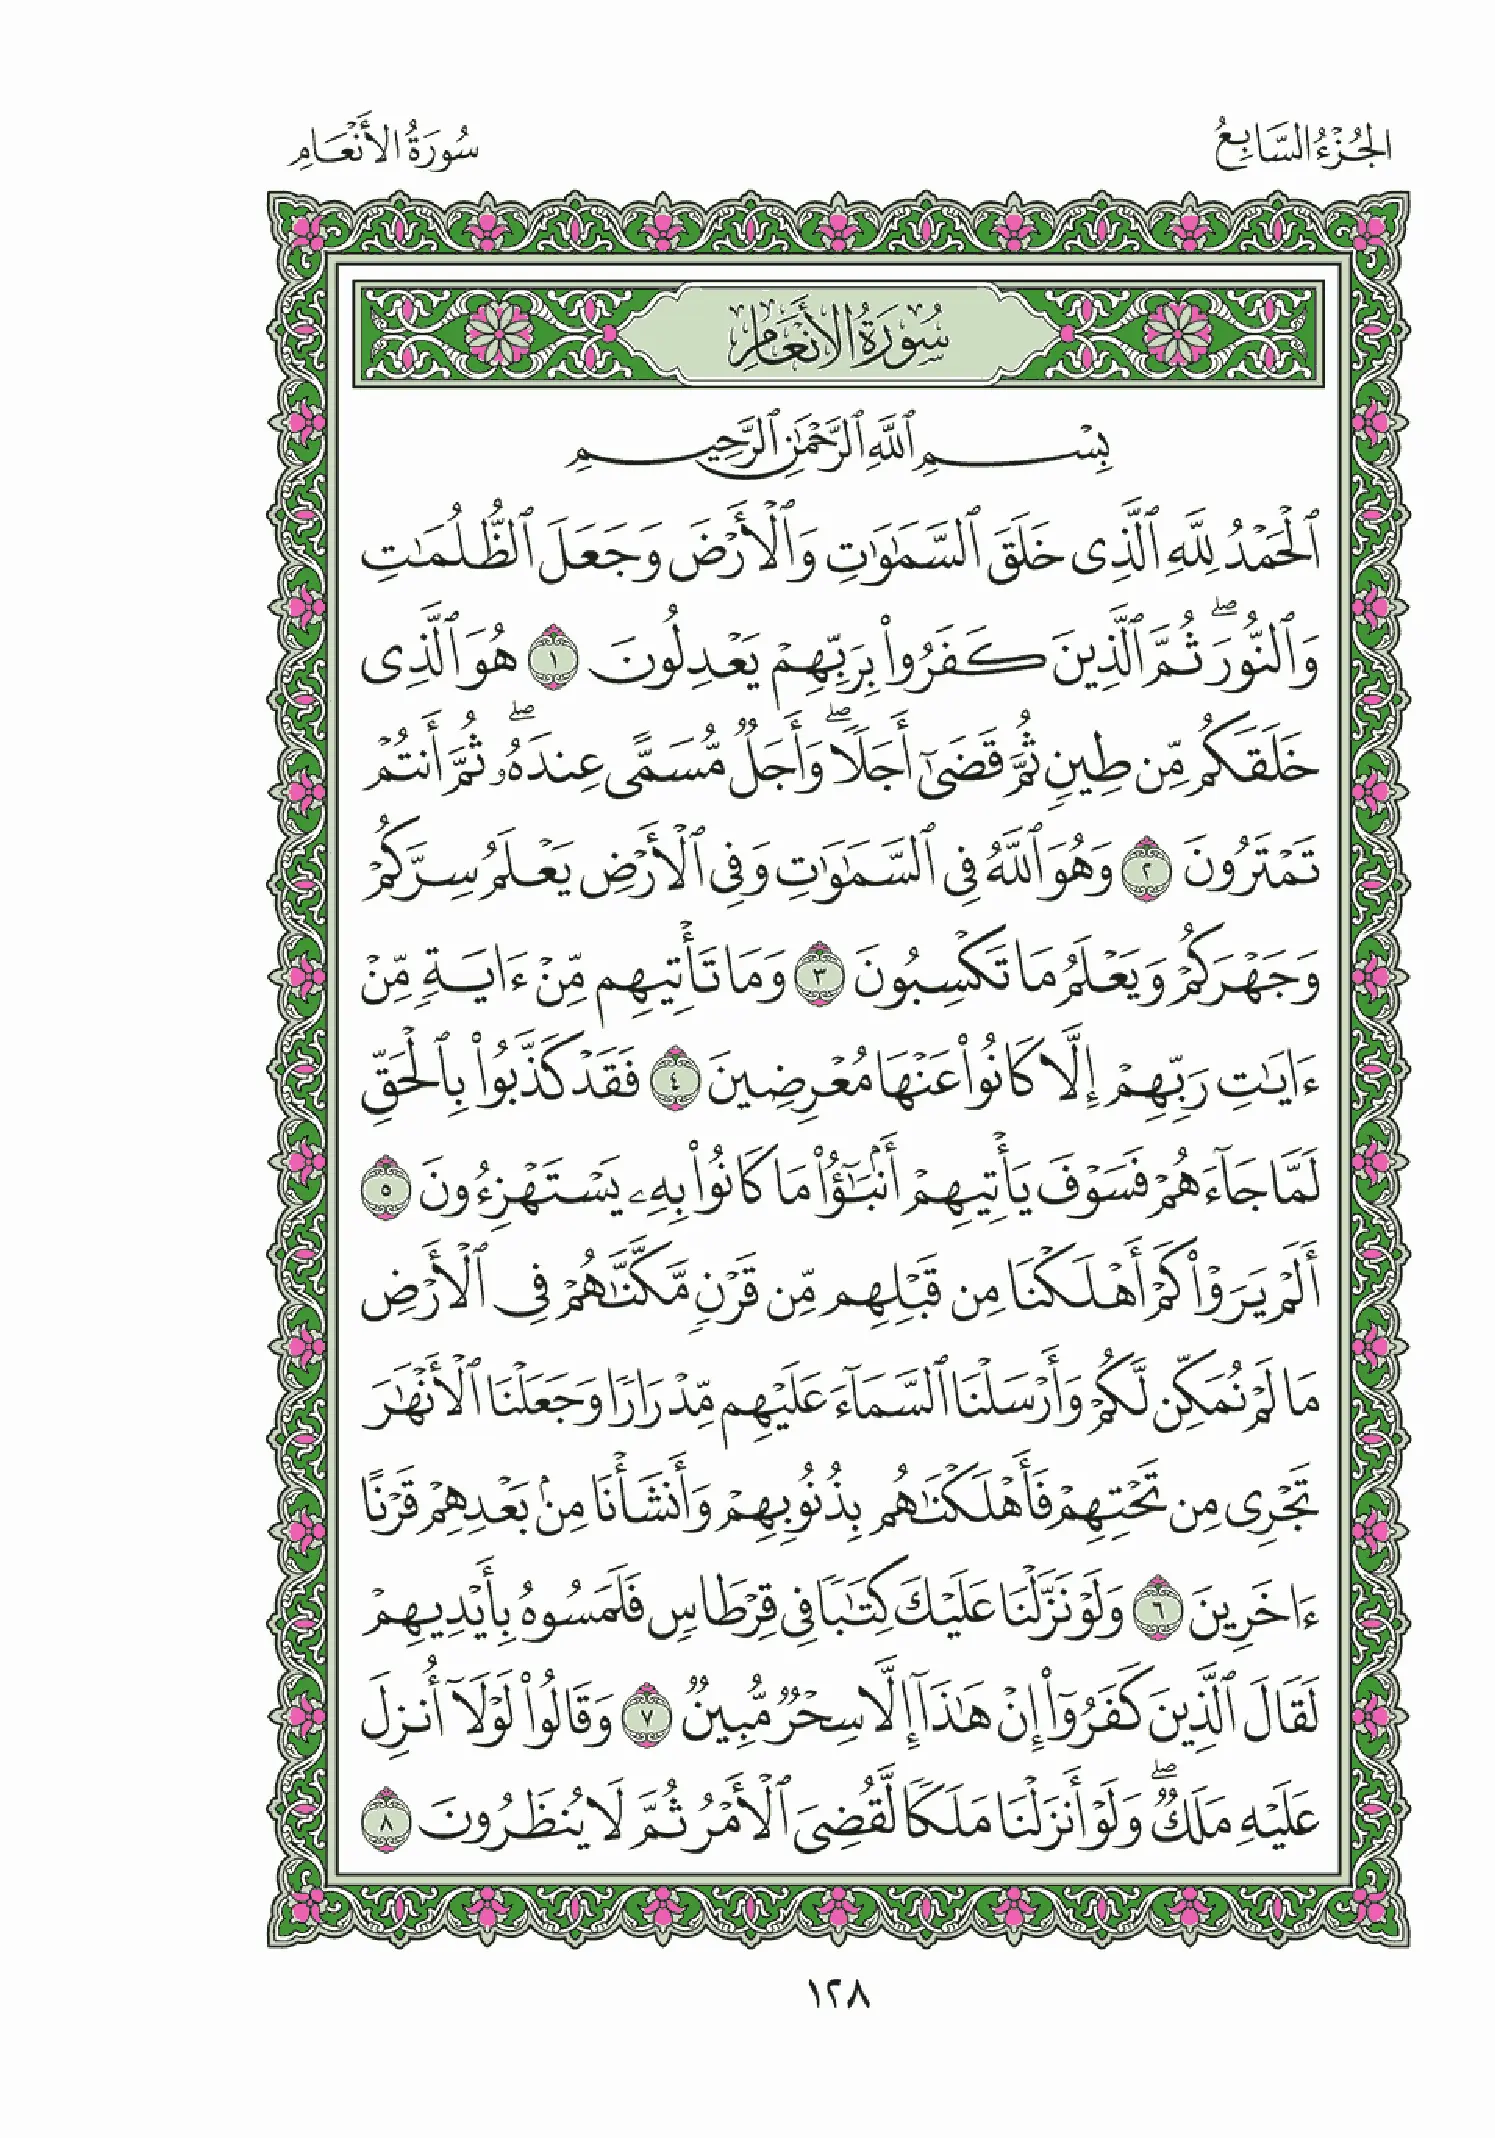 الجُزْءُ السَّابِعُ
سُورَةُ الأَنْعَامِ
سُورَةُ الأَنْعَامِ
بِسْمِ ٱللَّهِ ٱلرَّحْمَٰنِ ٱلرَّحِيمِ
ٱلْحَمْدُ لِلَّهِ ٱلَّذِى خَلَقَ ٱلسَّمَٰوَٰتِ وَٱلْأَرْضَ وَجَعَلَ ٱلظُّلُمَٰتِ
وَٱلنُّورَۖ ثُمَّ ٱلَّذِينَ كَفَرُواْ بِرَبِّهِمْ يَعْدِلُونَ ١ هُوَ ٱلَّذِى
خَلَقَكُم مِّن طِينٍ ثُمَّ قَضَىٰٓ أَجَلًاۖ وَأَجَلٌ مُّسَمًّى عِندَهُۥۖ ثُمَّ أَنتُمْ
تَمْتَرُونَ ٢ وَهُوَ ٱللَّهُ فِى ٱلسَّمَٰوَٰتِ وَفِى ٱلْأَرْضِ يَعْلَمُ سِرَّكُمْ
وَجَهْرَكُمْ وَيَعْلَمُ مَا تَكْسِبُونَ ٣ وَمَا تَأْتِيهِم مِّنْ ءَايَةٍ مِّنْ
ءَايَٰتِ رَبِّهِمْ إِلَّا كَانُواْ عَنْهَا مُعْرِضِينَ ٤ فَقَدْ كَذَّبُواْ بِٱلْحَقِّ
لَمَّا جَآءَهُمْ فَسَوْفَ يَأْتِيهِمْ أَنۢبَٰٓؤُاْ مَا كَانُواْ بِهِۦ يَسْتَهْزِءُونَ ٥
أَلَمْ يَرَوْاْ كَمْ أَهْلَكْنَا مِن قَبْلِهِم مِّن قَرْنٍ مَّكَّنَّٰهُمْ فِى ٱلْأَرْضِ
مَا لَمْ نُمَكِّن لَّكُمْ وَأَرْسَلْنَا ٱلسَّمَآءَ عَلَيْهِم مِّدْرَارًا وَجَعَلْنَا ٱلْأَنْهَٰرَ
تَجْرِى مِن تَحْتِهِمْ فَأَهْلَكْنَٰهُم بِذُنُوبِهِمْ وَأَنشَأْنَا مِنۢ بَعْدِهِمْ قَرْنًا
ءَاخَرِينَ ٦ وَلَوْ نَزَّلْنَا عَلَيْكَ كِتَٰبًا فِى قِرْطَاسٍ فَلَمَسُوهُ بِأَيْدِيهِمْ
لَقَالَ ٱلَّذِينَ كَفَرُوٓاْ إِنْ هَٰذَآ إِلَّا سِحْرٌ مُّبِينٌ ٧ وَقَالُواْ لَوْلَآ أُنزِلَ
عَلَيْهِ مَلَكٌۖ وَلَوْ أَنزَلْنَا مَلَكًا لَّقُضِىَ ٱلْأَمْرُ ثُمَّ لَا يُنظَرُونَ ٨
١٢٨